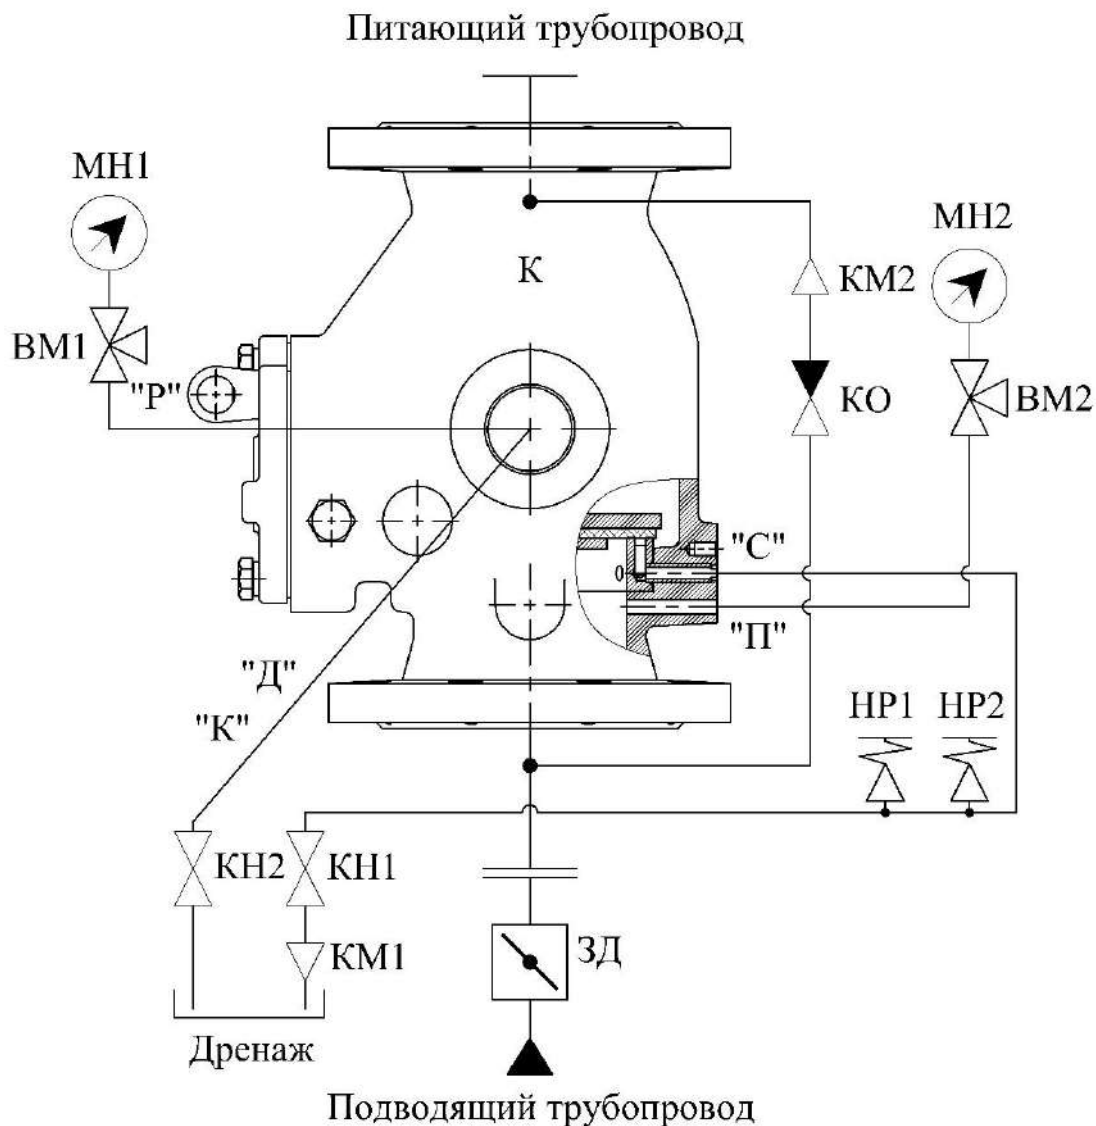 Питающий трубопровод
МН1
МН2
К
КМ2
ВМ1
"Р"
КО
ВМ2
"С"
0
"П"
"Д"
"К"
НР1
НР2
КН2
КН1
КМ1
ЗД
Дренаж
Подводящий трубопровод